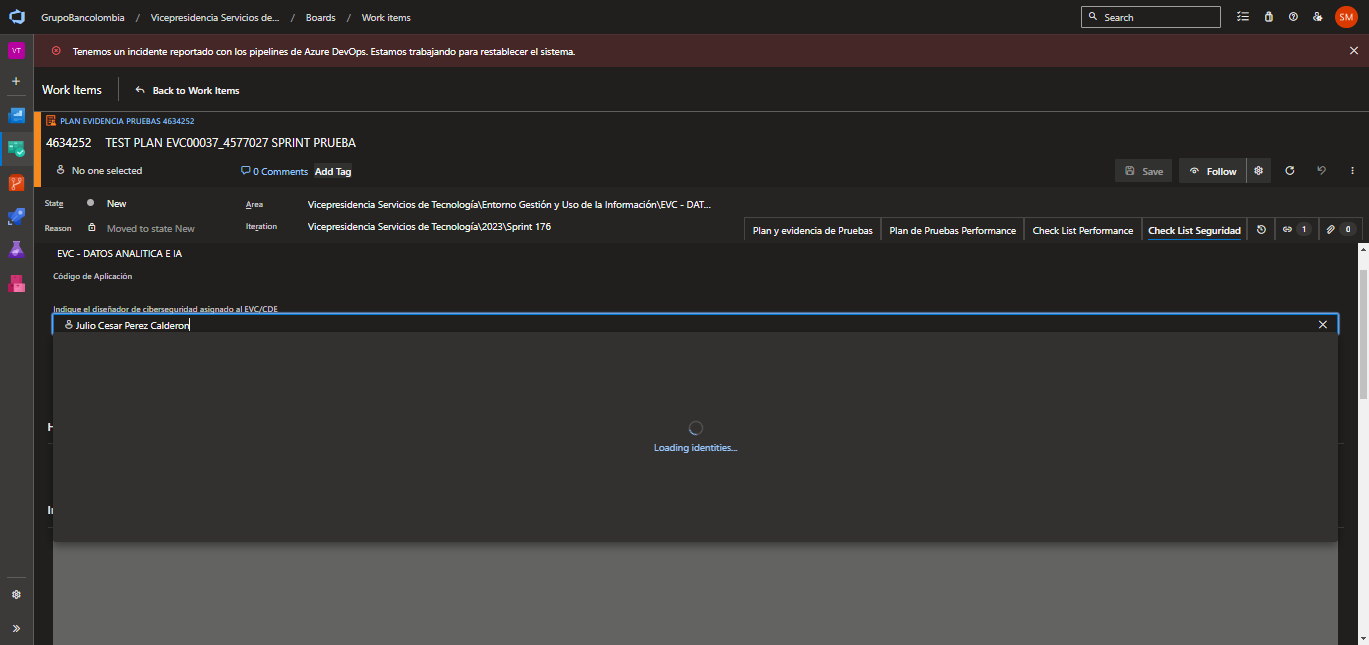 GrupoBancolombia / Vicepresidencia Servicios de... / Boards / Work items
Search
SM
VT
Tenemos un incidente reportado con los pipelines de Azure DevOps. Estamos trabajando para restablecer el sistema.
Work Items
Back to Work Items
PLAN EVIDENCIA PRUEBAS 4634252
4634252 TEST PLAN EVC00037_4577027 SPRINT PRUEBA
No one selected
0 Comments
Add Tag
Save
Follow
State New
Area Vicepresidencia Servicios de Tecnología\Entorno Gestión y Uso de la Información\EVC - DAT...
Reason Moved to state New
Iteration Vicepresidencia Servicios de Tecnología\2023\Sprint 176
Plan y evidencia de Pruebas
Plan de Pruebas Performance
Check List Performance
Check List Seguridad
1
0
EVC - DATOS ANALITICA E IA
Código de Aplicación
Indique el diseñador de ciberseguridad asignado al EVC/CDE
Julio Cesar Perez Calderon
Loading identities...